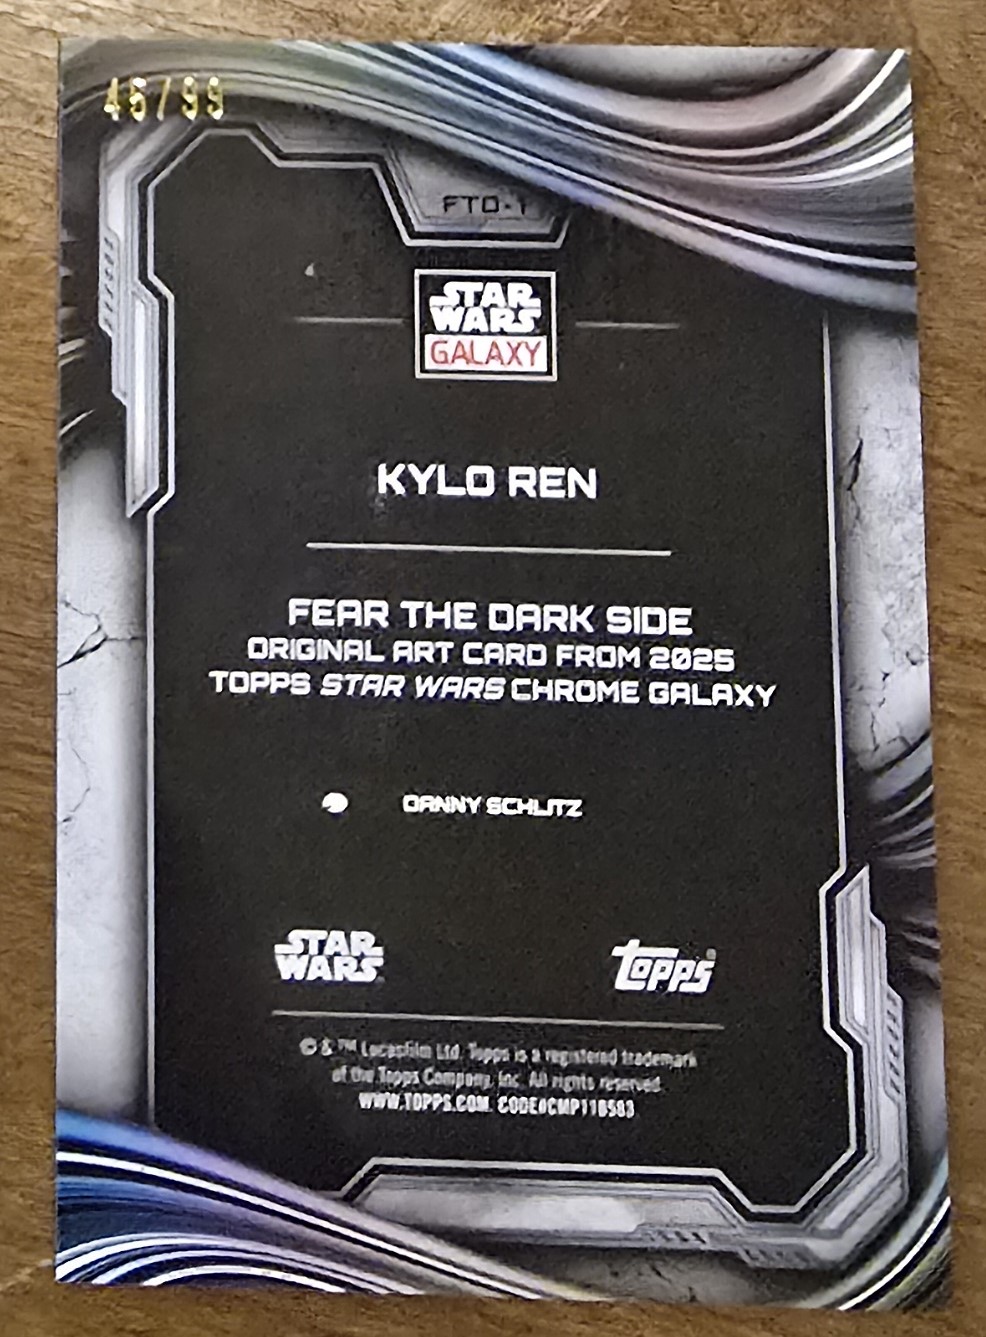 46/99
FTD-1
STAR
WARS
GALAXY
KYLO REN
FEAR THE DARK SIDE
ORIGINAL ART CARD FROM 2025
TOPPS STAR WARS CHROME GALAXY
DANNY SCHLITZ
STAR
WARS
topps®
© & ™ Lucasfilm Ltd. Topps is a registered trademark
of the Topps Company, Inc. All rights reserved.
WWW.TOPPS.COM. CODE#CMP116583